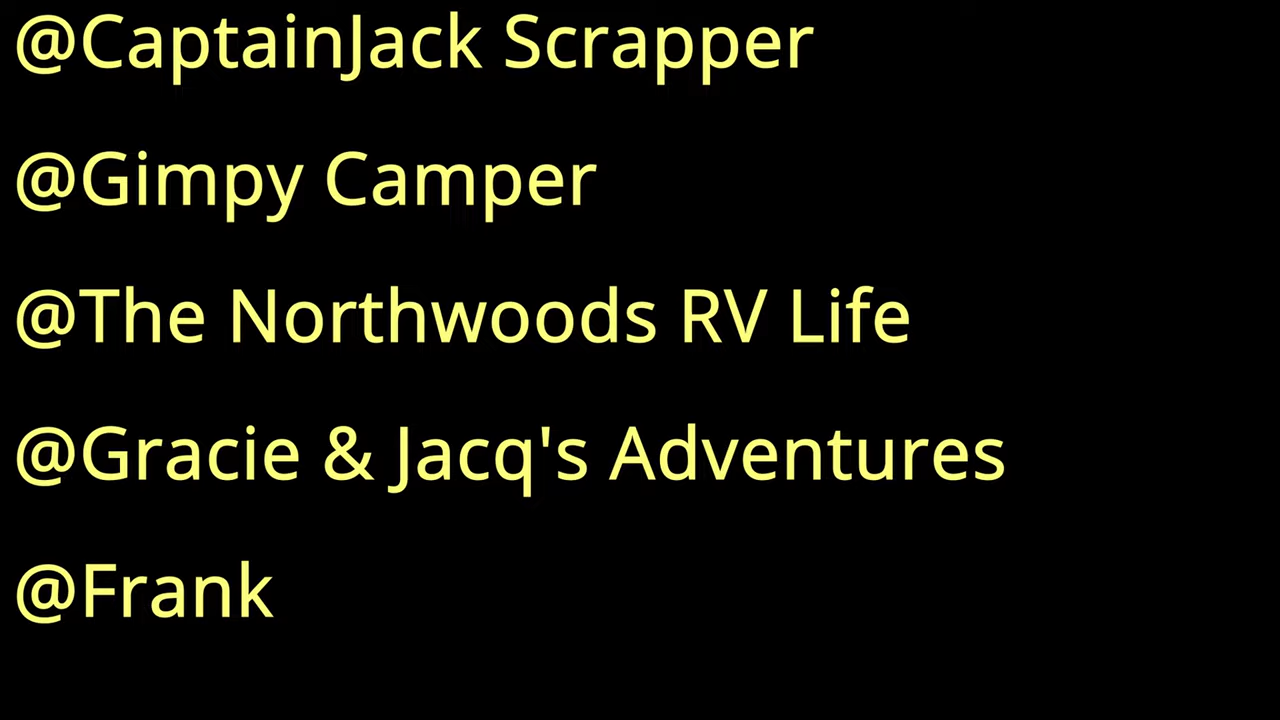 @CaptainJack Scrapper
@Gimpy Camper
@The Northwoods RV Life
@Gracie & Jacq's Adventures
@Frank